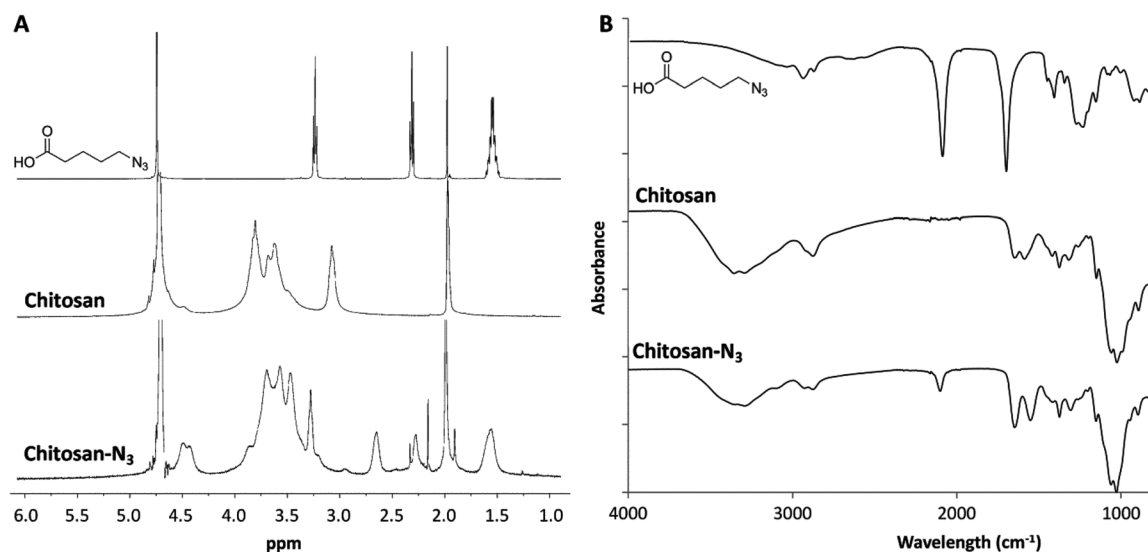 A
O
HO
N3
Chitosan
Chitosan-N3
6.0 5.0 4.5 4.0 3.5 3.0 2.5 2.0 1.5 1.0
ppm
B
O
HO
N3
Chitosan
Chitosan-N3
Absorbance
4000 3000 2000 1000
Wavelength (cm-1)